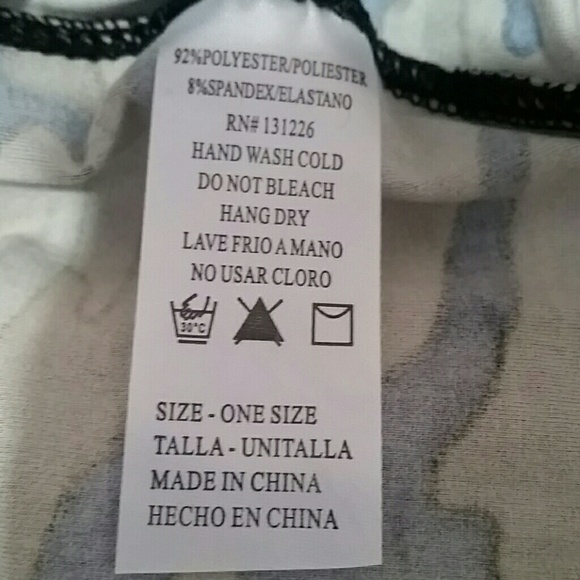 92%POLYESTER/POLIESTER
8%SPANDEX/ELASTANO
RN# 131226
HAND WASH COLD
DO NOT BLEACH
HANG DRY
LAVE FRIO A MANO
NO USAR CLORO
30°C
SIZE - ONE SIZE
TALLA - UNITALLA
MADE IN CHINA
HECHO EN CHINA